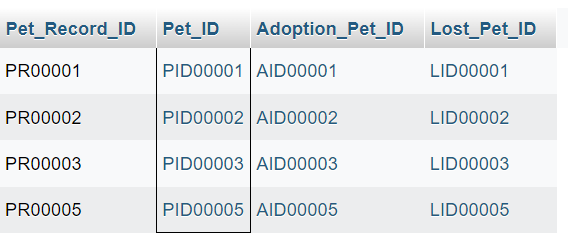 Pet_Record_ID Pet_ID Adoption_Pet_ID Lost_Pet_ID
PR00001 PID00001 AID00001 LID00001
PR00002 PID00002 AID00002 LID00002
PR00003 PID00003 AID00003 LID00003
PR00005 PID00005 AID00005 LID00005